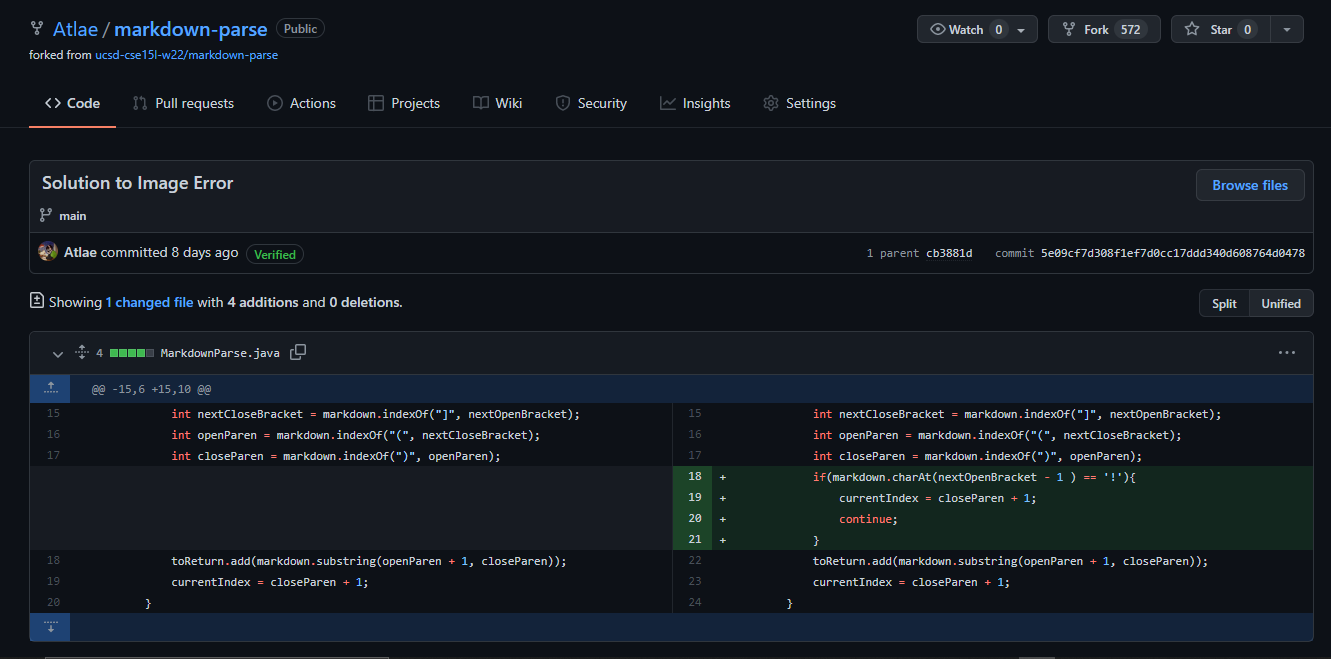 Atlae / markdown-parse Public Watch 0 Fork 572 Star 0
forked from ucsd-cse15l-w22/markdown-parse
<> Code Pull requests Actions Projects Wiki Security Insights Settings
Solution to Image Error
Browse files
main
Atlae committed 8 days ago Verified 1 parent cb3881d commit 5e09cf7d308f1ef7d0cc17ddd340d608764d0478
Showing 1 changed file with 4 additions and 0 deletions. Split Unified
4 MarkdownParse.java ...
@@ -15,6 +15,10 @@
15 int nextCloseBracket = markdown.indexOf("]", nextOpenBracket); 15 int nextCloseBracket = markdown.indexOf("]", nextOpenBracket);
16 int openParen = markdown.indexOf("(", nextCloseBracket); 16 int openParen = markdown.indexOf("(", nextCloseBracket);
17 int closeParen = markdown.indexOf(")", openParen); 17 int closeParen = markdown.indexOf(")", openParen);
18 + if(markdown.charAt(nextOpenBracket - 1 ) == '!'){
19 + currentIndex = closeParen + 1;
20 + continue;
21 + }
18 toReturn.add(markdown.substring(openParen + 1, closeParen)); 22 toReturn.add(markdown.substring(openParen + 1, closeParen));
19 currentIndex = closeParen + 1; 23 currentIndex = closeParen + 1;
20 } 24 }